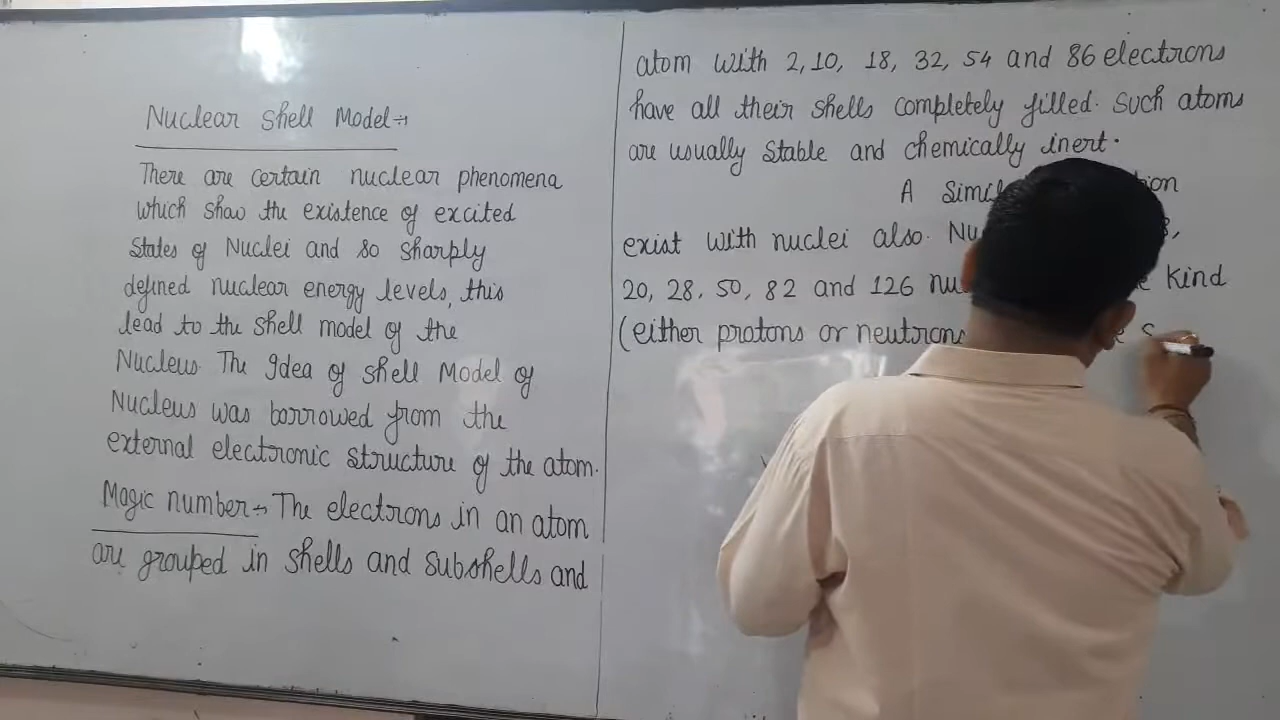 Nuclear Shell Model→
There are certain nuclear phenomena
which show the existence of excited
states of Nuclei and so sharply
defined nuclear energy levels, this
lead to the shell model of the
Nucleus. The Idea of shell Model of
Nucleus was borrowed from the
external electronic structure of the atom.
Magic number→ The electrons in an atom
are grouped in shells and subshells and
atom with 2, 10, 18, 32, 54 and 86 electrons
have all their shells completely filled. Such atoms
are usually stable and chemically inert.
A
exist with nuclei also.
20, 28, 50, 82 and 126 kind
(either protons or neutrons